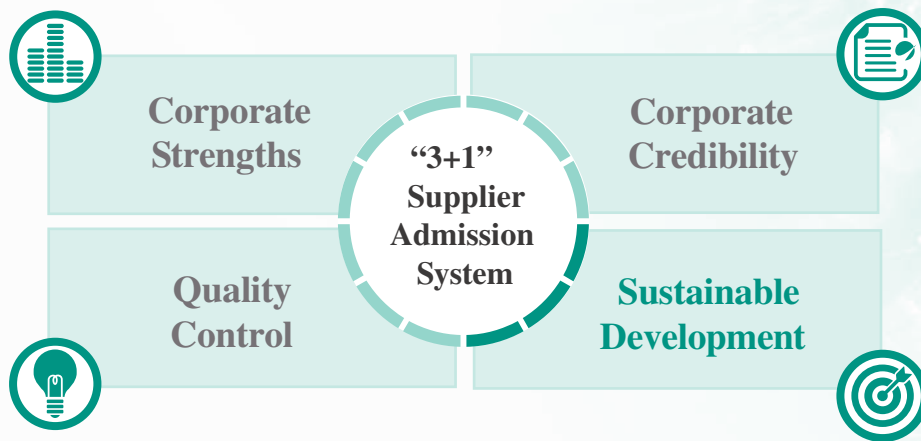 Corporate
Strengths
Corporate
Credibility
“3+1”
Supplier
Admission
System
Quality
Control
Sustainable
Development